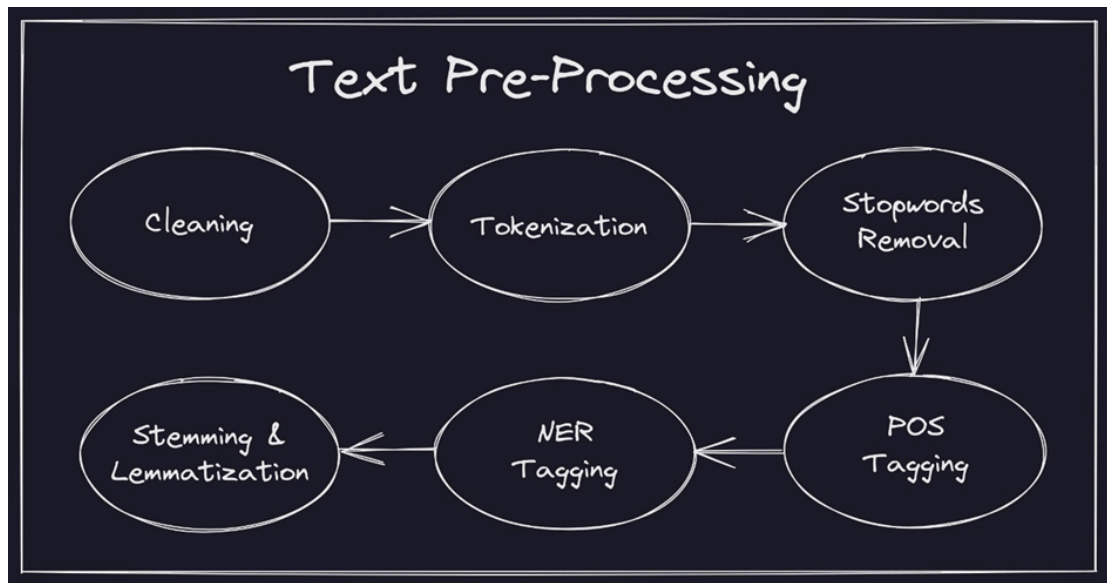 Text Pre-Processing
Cleaning
Tokenization
Stopwords
Removal
POS
Tagging
NER
Tagging
Stemming &
Lemmatization